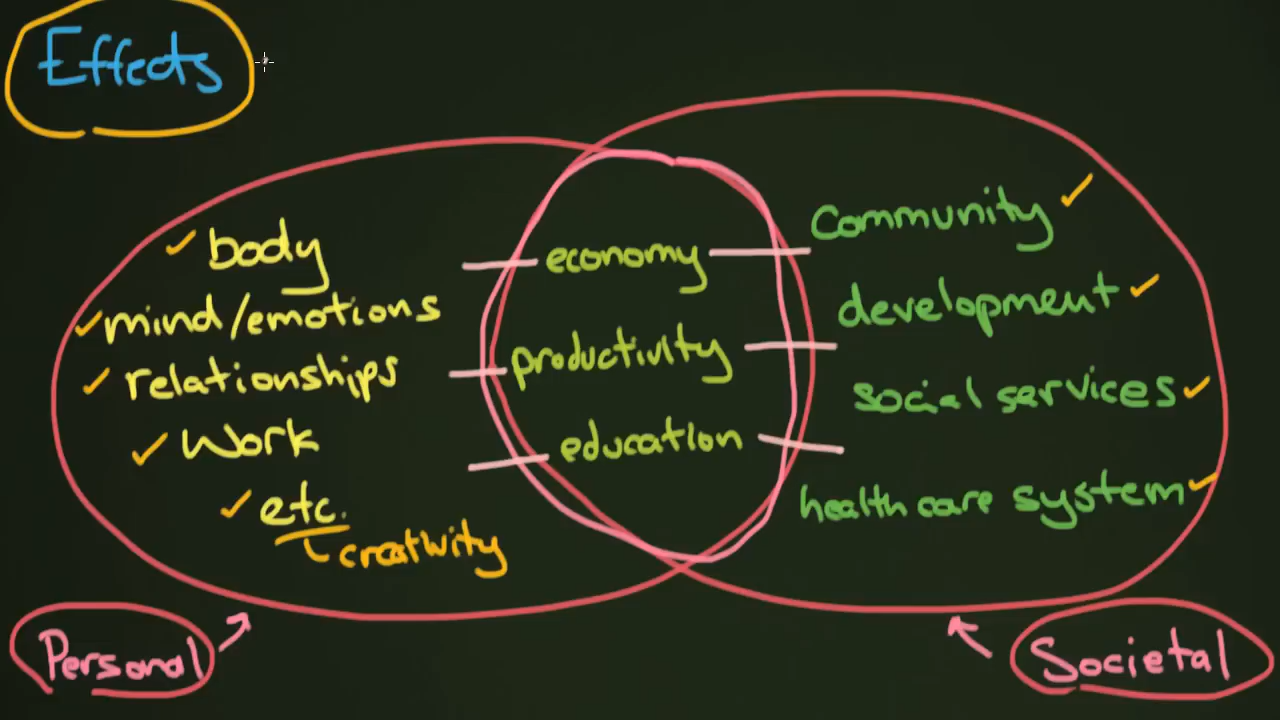 Effects
body
mind/emotions
relationships
Work
etc.
creativity
economy
productivity
education
Community
development
social services
health care system
Personal
Societal